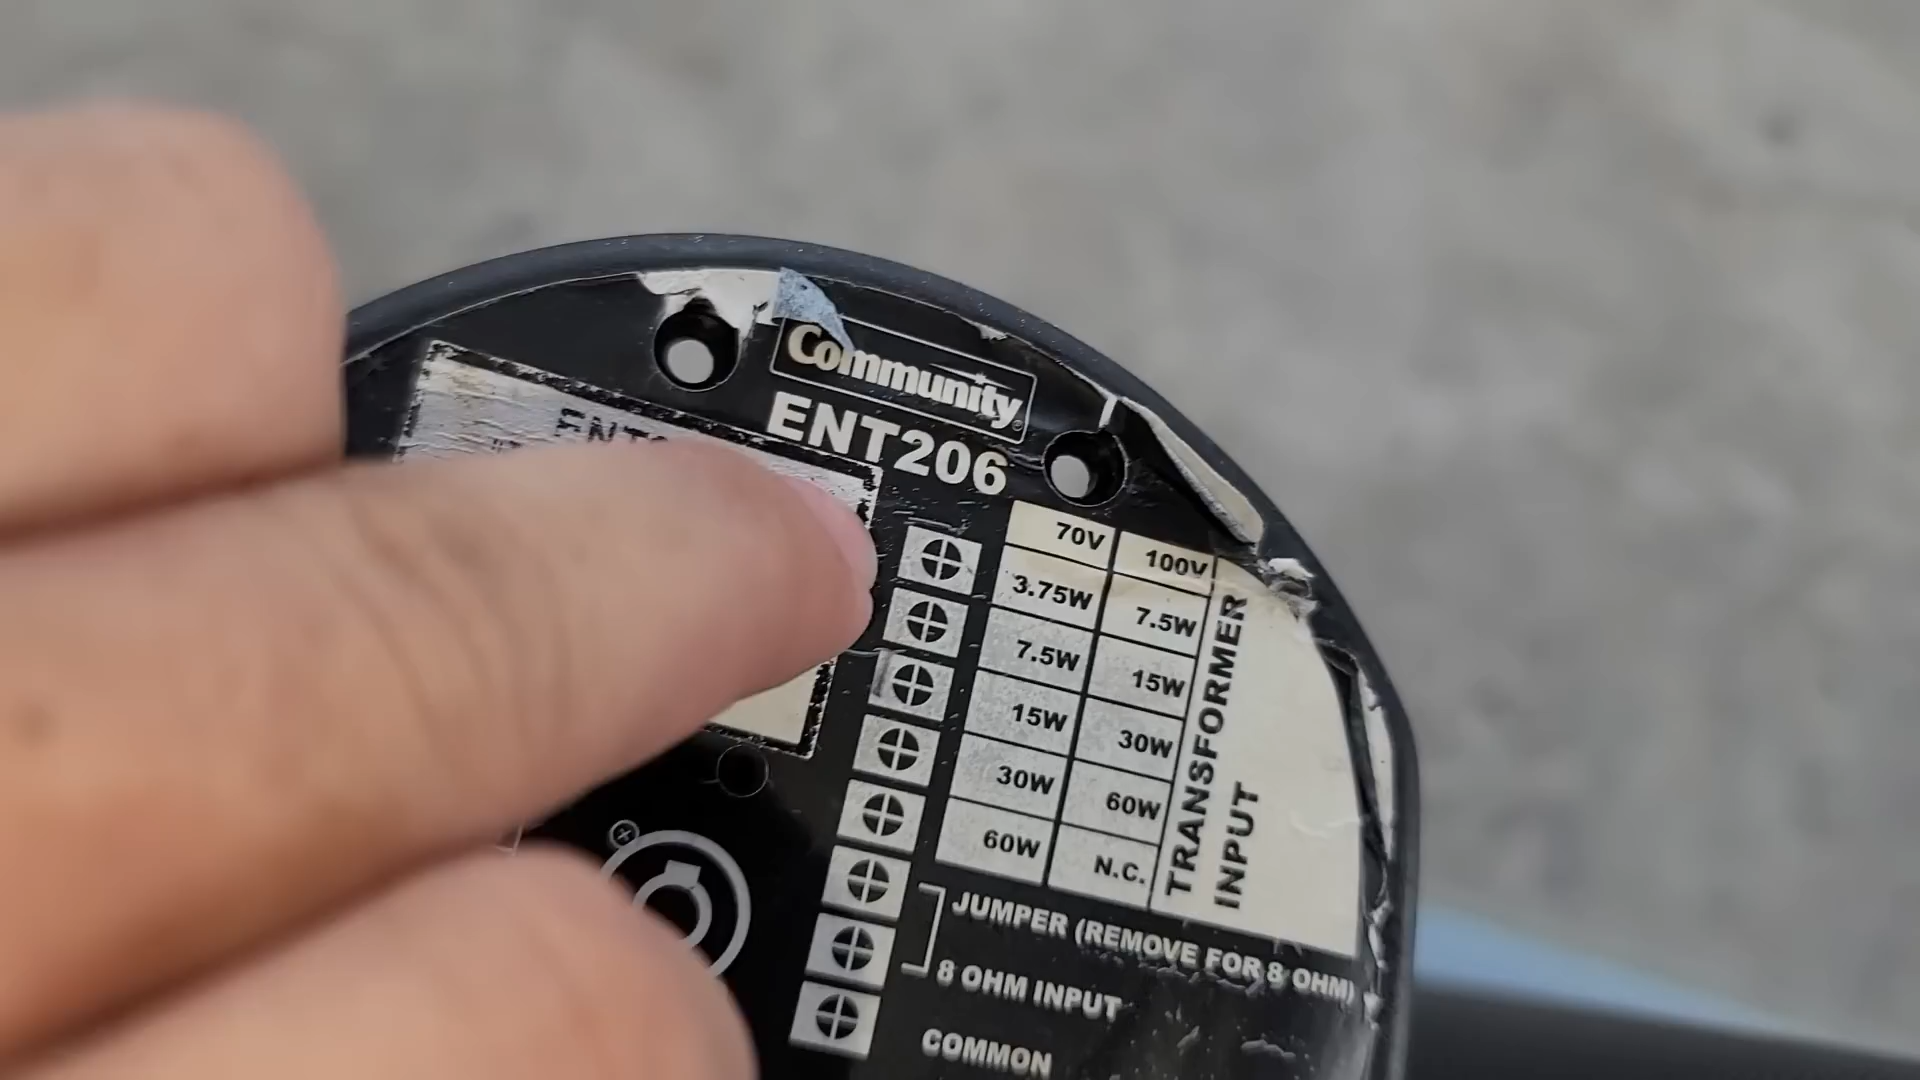 Community®
ENT206
70V 100V
3.75W 7.5W
7.5W 15W
15W 30W
30W 60W
60W N.C.
TRANSFORMER
INPUT
JUMPER (REMOVE FOR 8 OHM)
8 OHM INPUT
COMMON